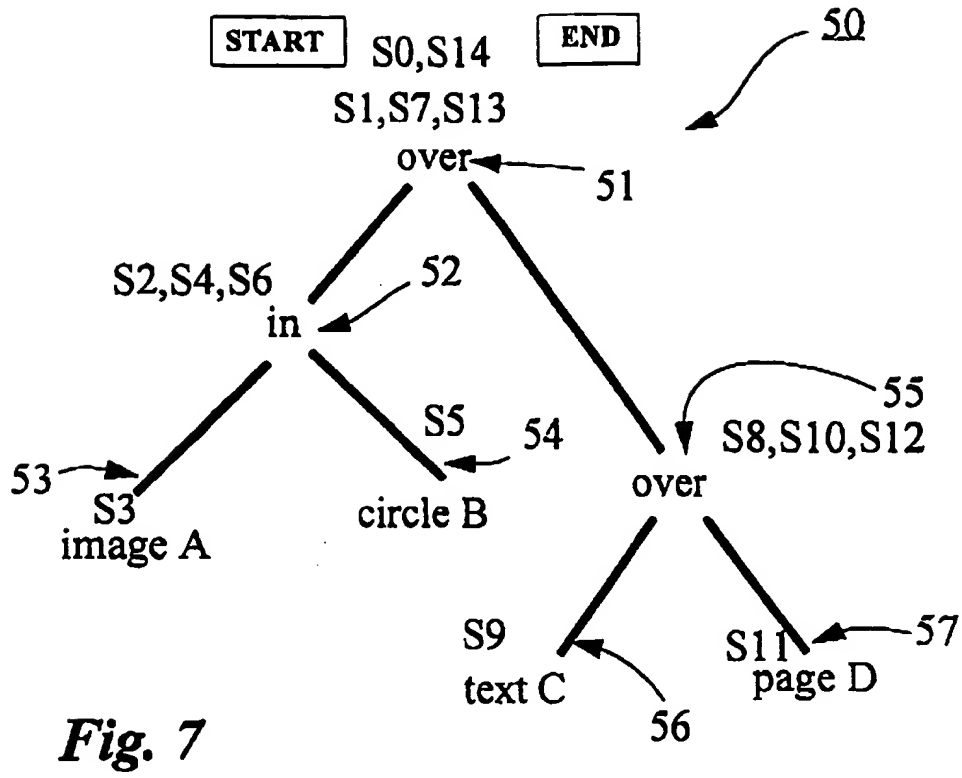 START S0,S14 END 50
S1,S7,S13
over 51
S2,S4,S6 52
in
55
S5 54 S8,S10,S12
53 over
S3 circle B
image A
S9 S11 57
text C page D
56
Fig. 7